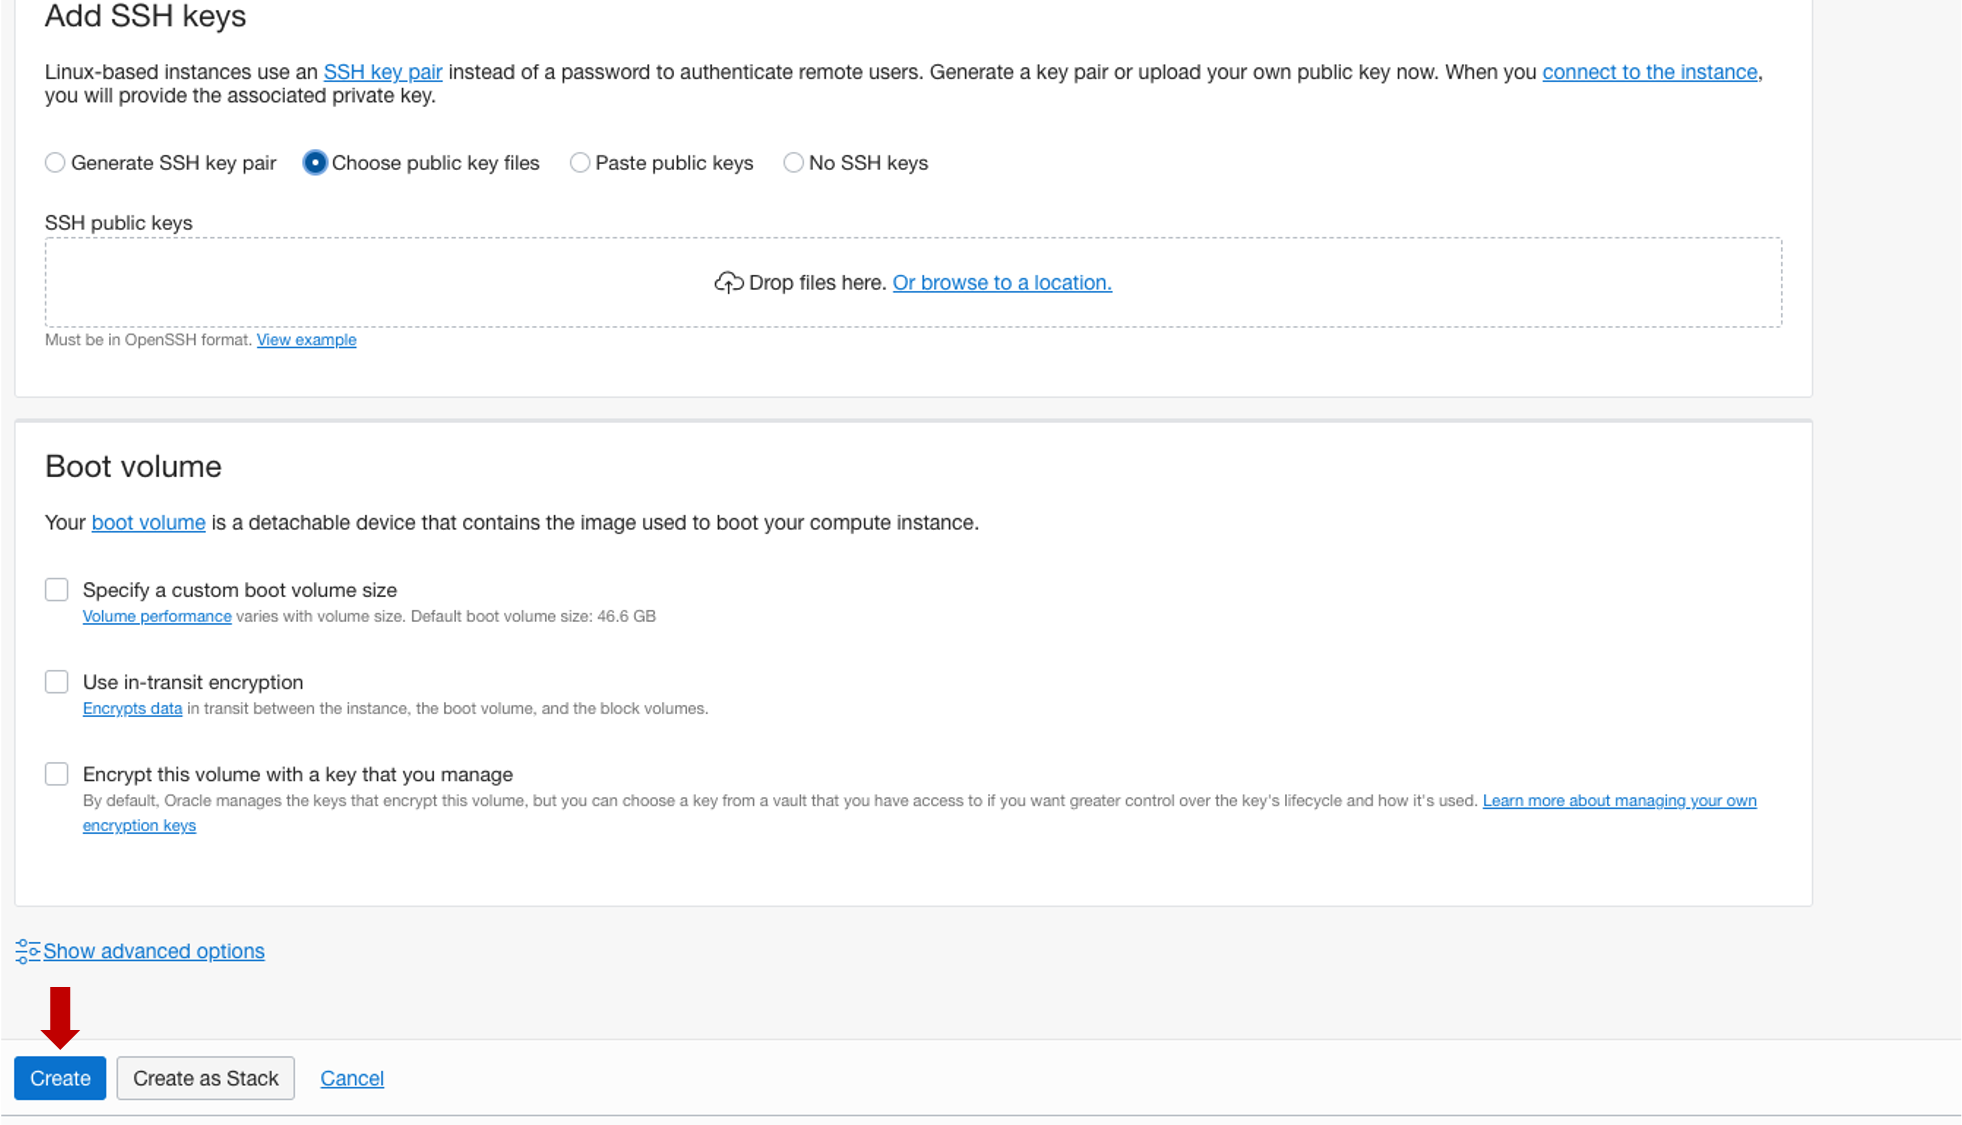 Add SSH keys
Linux-based instances use an SSH key pair instead of a password to authenticate remote users. Generate a key pair or upload your own public key now. When you connect to the instance,
you will provide the associated private key.
Generate SSH key pair Choose public key files Paste public keys No SSH keys
SSH public keys
Drop files here. Or browse to a location.
Must be in OpenSSH format. View example
Boot volume
Your boot volume is a detachable device that contains the image used to boot your compute instance.
Specify a custom boot volume size
Volume performance varies with volume size. Default boot volume size: 46.6 GB
Use in-transit encryption
Encrypts data in transit between the instance, the boot volume, and the block volumes.
Encrypt this volume with a key that you manage
By default, Oracle manages the keys that encrypt this volume, but you can choose a key from a vault that you have access to if you want greater control over the key's lifecycle and how it's used. Learn more about managing your own
encryption keys
Show advanced options
Create Create as Stack Cancel